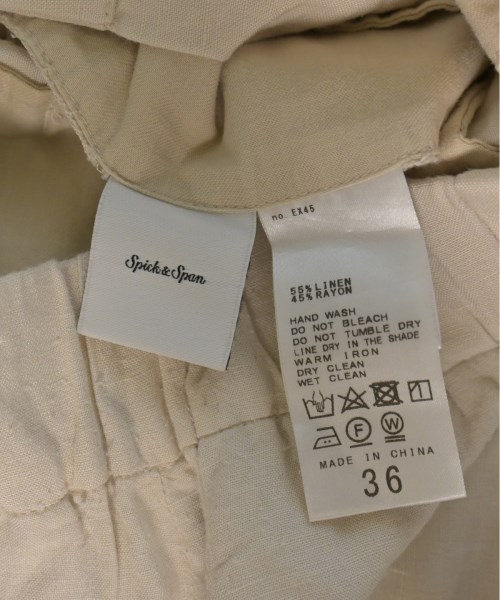 Spick&Span
no. EX45
55% LINEN
45% RAYON
HAND WASH
DO NOT BLEACH
DO NOT TUMBLE DRY
LINE DRY IN THE SHADE
WARM IRON
DRY CLEAN
WET CLEAN
F W
MADE IN CHINA
36